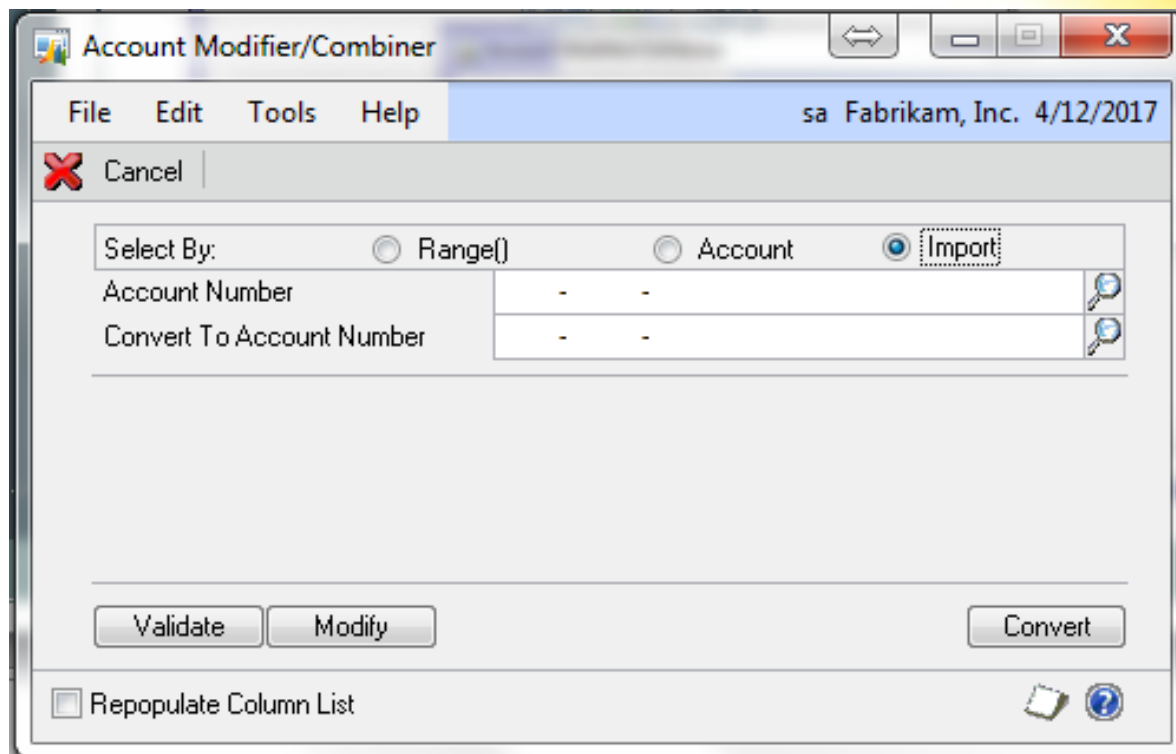 Account Modifier/Combiner
File Edit Tools Help sa Fabrikam, Inc. 4/12/2017
Cancel
Select By: Range() Account Import
Account Number - -
Convert To Account Number - -
Validate Modify Convert
Repopulate Column List